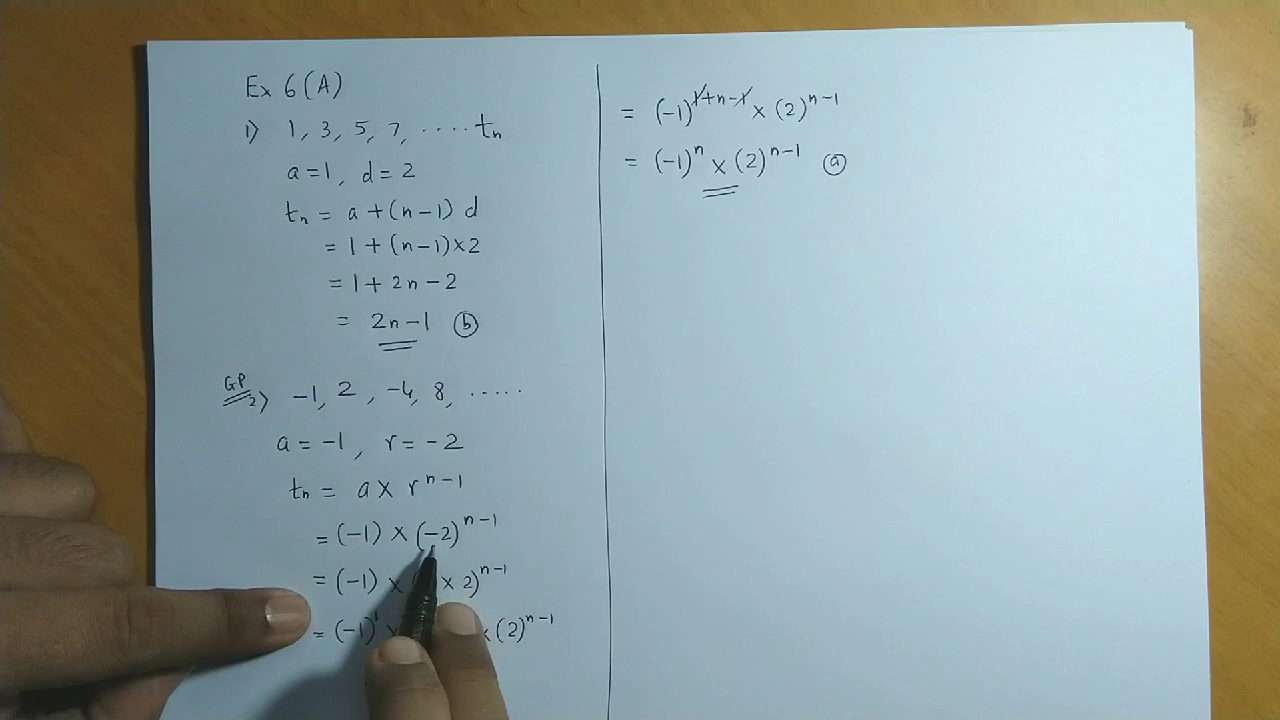 Ex 6(A)
1) 1, 3, 5, 7, ..... tn
a=1, d=2
tn = a+(n-1) d
= 1+(n-1)×2
= 1+2n-2
= 2n-1 (b)
GP
2) -1, 2, -4, 8, .....
a = -1, r = -2
tn = a × r^n-1
= (-1) × (-2)^n-1
= (-1) × × 2)^n-1
= (-1)^1 × × (2)^n-1
= (-1)^1+n-1 × (2)^n-1
= (-1)^n × (2)^n-1 (a)